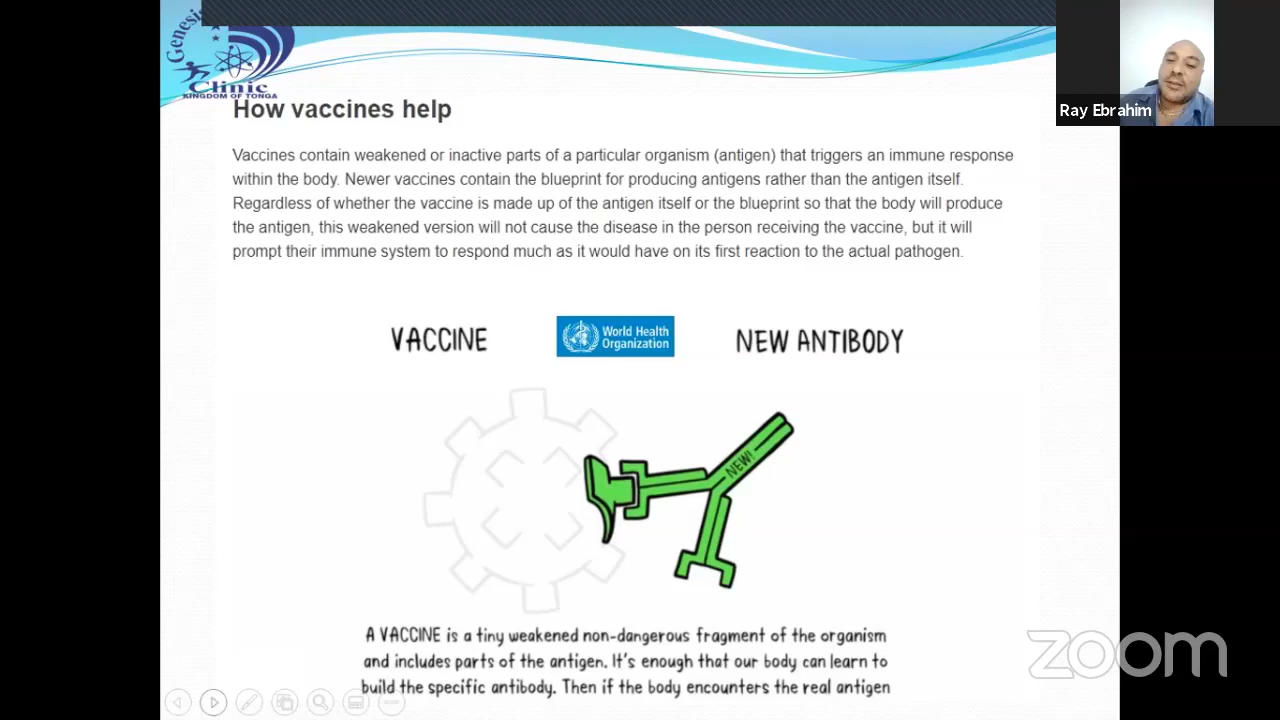 Genesis
Clinic
KINGDOM OF TONGA
Ray Ebrahim
How vaccines help
Vaccines contain weakened or inactive parts of a particular organism (antigen) that triggers an immune response
within the body. Newer vaccines contain the blueprint for producing antigens rather than the antigen itself.
Regardless of whether the vaccine is made up of the antigen itself or the blueprint so that the body will produce
the antigen, this weakened version will not cause the disease in the person receiving the vaccine, but it will
prompt their immune system to respond much as it would have on its first reaction to the actual pathogen.
VACCINE
World Health
Organization
NEW ANTIBODY
NEW!
A VACCINE is a tiny weakened non-dangerous fragment of the organism
and includes parts of the antigen. It's enough that our body can learn to
build the specific antibody. Then if the body encounters the real antigen
zoom